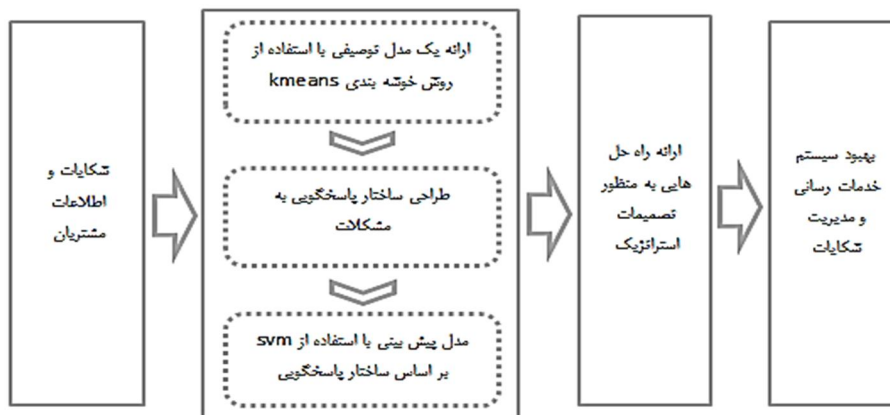 شکایات و
اطلاعات
مشتریان
ارائه یک مدل توصیفی با استفاده از
روش خوشه بندی kmeans
طراحی ساختار پاسخگویی به
مشکلات
مدل پیش بینی با استفاده از svm
بر اساس ساختار پاسخگویی
ارائه راه حل
هایی به منظور
تصمیمات
استراتژیک
بهبود سیستم
خدمات رسانی
و مدیریت
شکایات